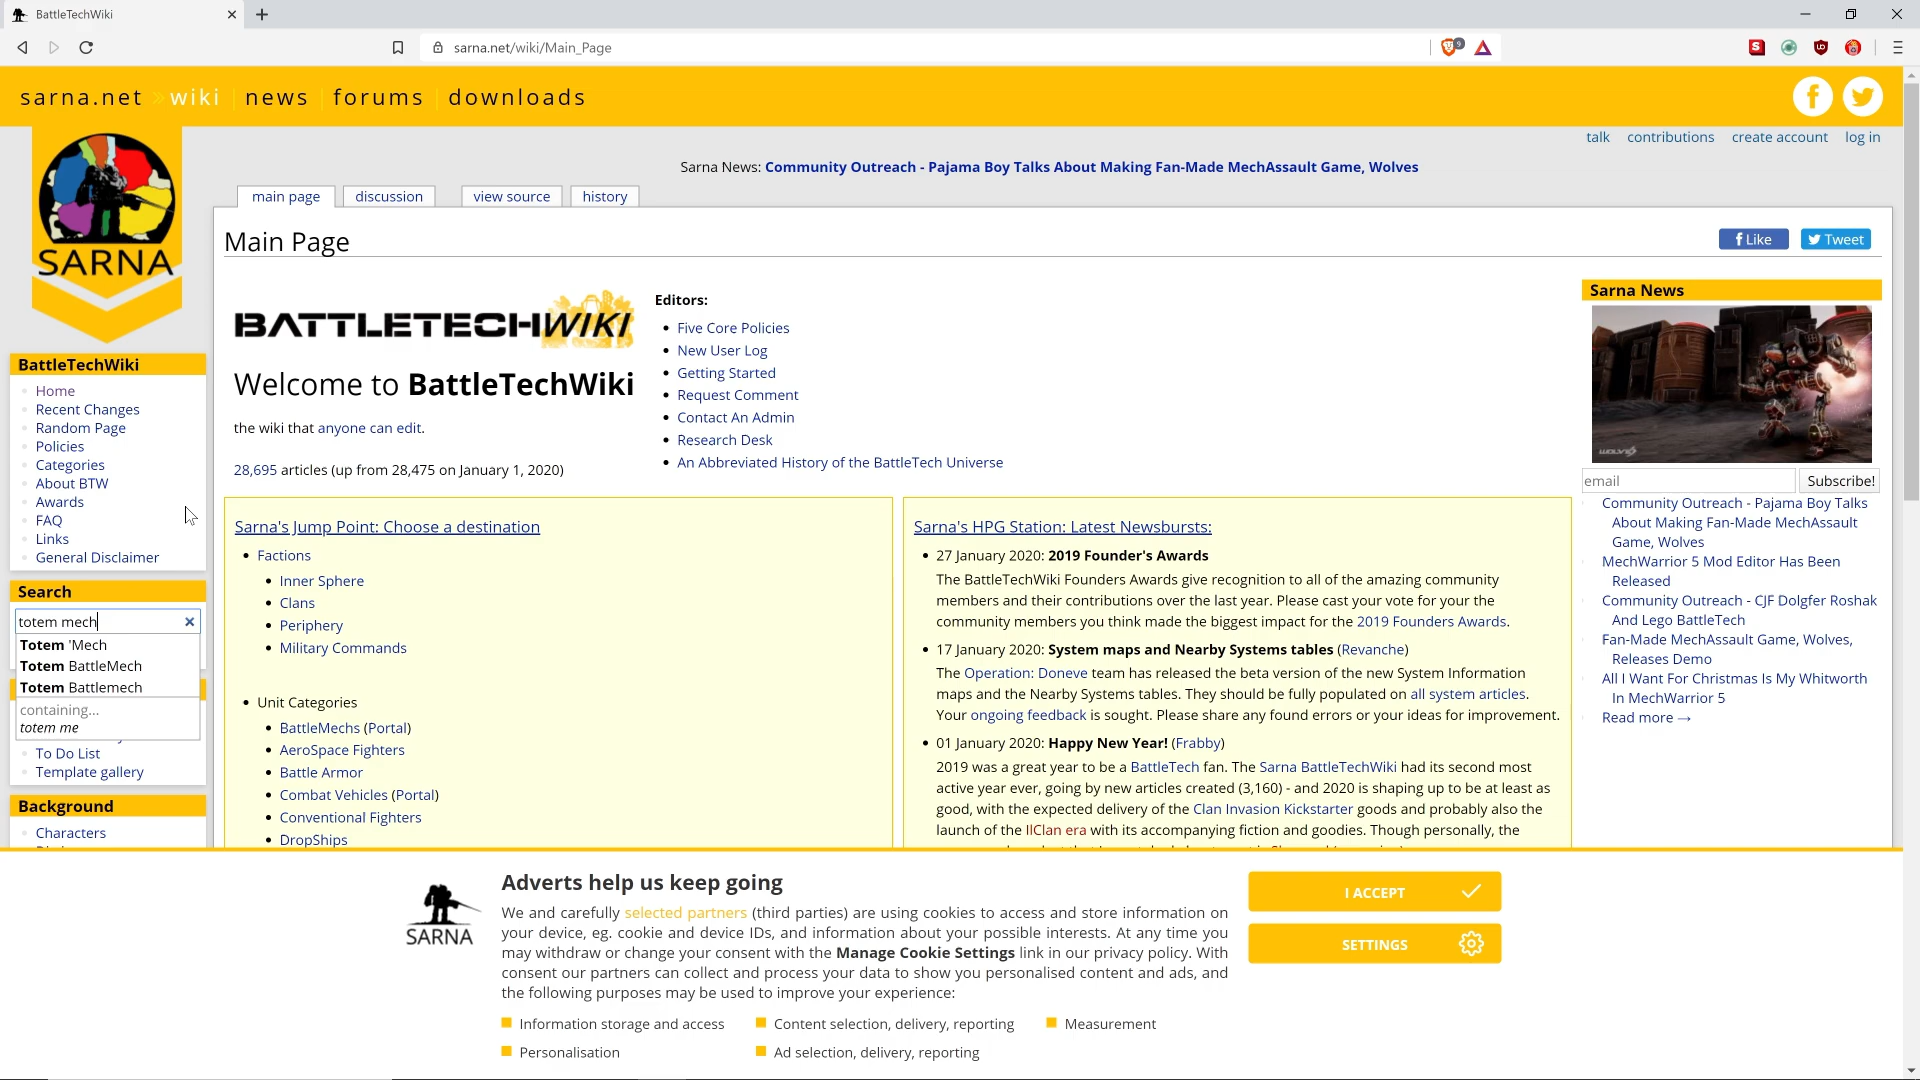 BattleTechWiki
sarna.net/wiki/Main_Page
9
sarna.net » wiki | news | forums | downloads
talk contributions create account log in
Sarna News: Community Outreach - Pajama Boy Talks About Making Fan-Made MechAssault Game, Wolves
main page discussion view source history
SARNA
Main Page
Like Tweet
BATTLETECHWIKI
Welcome to BattleTechWiki
the wiki that anyone can edit.
28,695 articles (up from 28,475 on January 1, 2020)
Editors:
Five Core Policies
New User Log
Getting Started
Request Comment
Contact An Admin
Research Desk
An Abbreviated History of the BattleTech Universe
BattleTechWiki
Home
Recent Changes
Random Page
Policies
Categories
About BTW
Awards
FAQ
Links
General Disclaimer
Search
totem mech
Totem 'Mech
Totem BattleMech
Totem Battlemech
containing...
totem me
To Do List
Template gallery
Background
Characters
Sarna's Jump Point: Choose a destination
Factions
Inner Sphere
Clans
Periphery
Military Commands
Unit Categories
BattleMechs (Portal)
AeroSpace Fighters
Battle Armor
Combat Vehicles (Portal)
Conventional Fighters
DropShips
Sarna's HPG Station: Latest Newsbursts:
27 January 2020: 2019 Founder's Awards
The BattleTechWiki Founders Awards give recognition to all of the amazing community
members and their contributions over the last year. Please cast your vote for your the
community members you think made the biggest impact for the 2019 Founders Awards.
17 January 2020: System maps and Nearby Systems tables (Revanche)
The Operation: Doneve team has released the beta version of the new System Information
maps and the Nearby Systems tables. They should be fully populated on all system articles.
Your ongoing feedback is sought. Please share any found errors or your ideas for improvement.
01 January 2020: Happy New Year! (Frabby)
2019 was a great year to be a BattleTech fan. The Sarna BattleTechWiki had its second most
active year ever, going by new articles created (3,160) - and 2020 is shaping up to be at least as
good, with the expected delivery of the Clan Invasion Kickstarter goods and probably also the
launch of the IlClan era with its accompanying fiction and goodies. Though personally, the
Sarna News
WOLVES
email Subscribe!
Community Outreach - Pajama Boy Talks
About Making Fan-Made MechAssault
Game, Wolves
MechWarrior 5 Mod Editor Has Been
Released
Community Outreach - CJF Dolgfer Roshak
And Lego BattleTech
Fan-Made MechAssault Game, Wolves,
Releases Demo
All I Want For Christmas Is My Whitworth
In MechWarrior 5
Read more →
SARNA
Adverts help us keep going
We and carefully selected partners (third parties) are using cookies to access and store information on
your device, eg. cookie and device IDs, and information about your possible interests. At any time you
may withdraw or change your consent with the Manage Cookie Settings link in our privacy policy. With
consent our partners can collect and process your data to show you personalised content and ads, and
the following purposes may be used to improve your experience:
Information storage and access Content selection, delivery, reporting Measurement
Personalisation Ad selection, delivery, reporting
I ACCEPT
SETTINGS